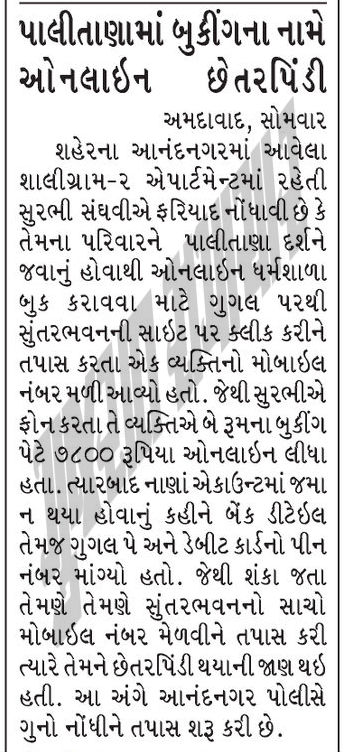 પાલીતાણામાં બુકીંગના નામે
ઓનલાઇન છેતરપિંડી
અમદાવાદ, સોમવાર
શહેરના આનંદનગરમાં આવેલા
શાલીગ્રામ-૨ એપાર્ટમેન્ટમાં રહેતી
સુરભી સંઘવીએ ફરિયાદ નોંધાવી છે કે
તેમના પરિવારને પાલીતાણા દર્શને
જવાનું હોવાથી ઓનલાઇન ધર્મશાળા
બુક કરાવવા માટે ગુગલ પરથી
સુંતરભવનની સાઇટ પર ક્લીક કરીને
તપાસ કરતા એક વ્યક્તિનો મોબાઇલ
નંબર મળી આવ્યો હતો. જેથી સુરભીએ
ફોન કરતા તે વ્યક્તિએ બે રૂમના બુકીંગ
પેટે ૭૮૦૦ રૂપિયા ઓનલાઇન લીધા
હતા. ત્યારબાદ નાણાં એકાઉન્ટમાં જમા
ન થયા હોવાનું કહીને બેંક ડીટેઇલ
તેમજ ગુગલ પે અને ડેબીટ કાર્ડનો પીન
નંબર માંગ્યો હતો. જેથી શંકા જતા
તેમણે તેમણે સુંતરભવનનો સાચો
મોબાઇલ નંબર મેળવીને તપાસ કરી
ત્યારે તેમને છેતરપિંડી થયાની જાણ થઇ
હતી. આ અંગે આનંદનગર પોલીસે
ગુનો નોંધીને તપાસ શરૂ કરી છે.